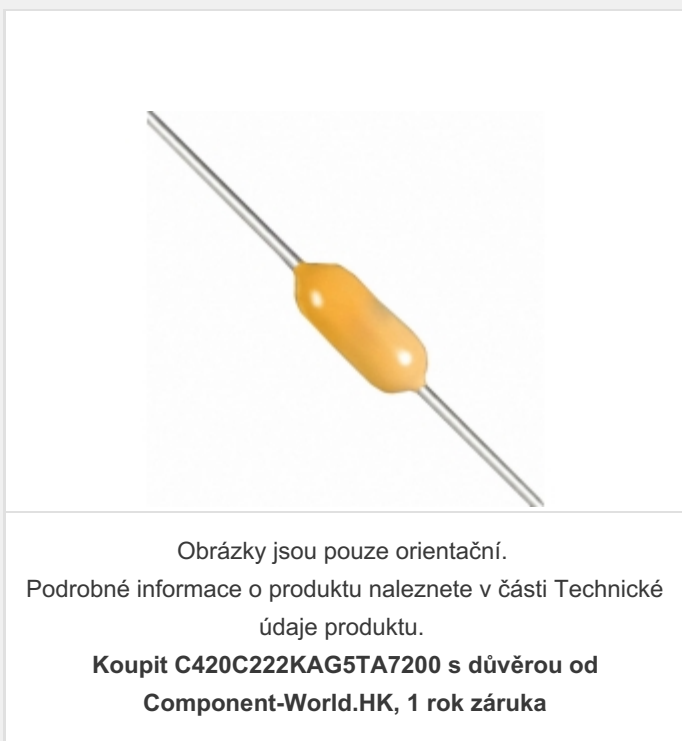 Obrázky jsou pouze orientační.
Podrobné informace o produktu naleznete v části Technické
údaje produktu.
Koupit C420C222KAG5TA7200 s důvěrou od
Component-World.HK, 1 rok záruka